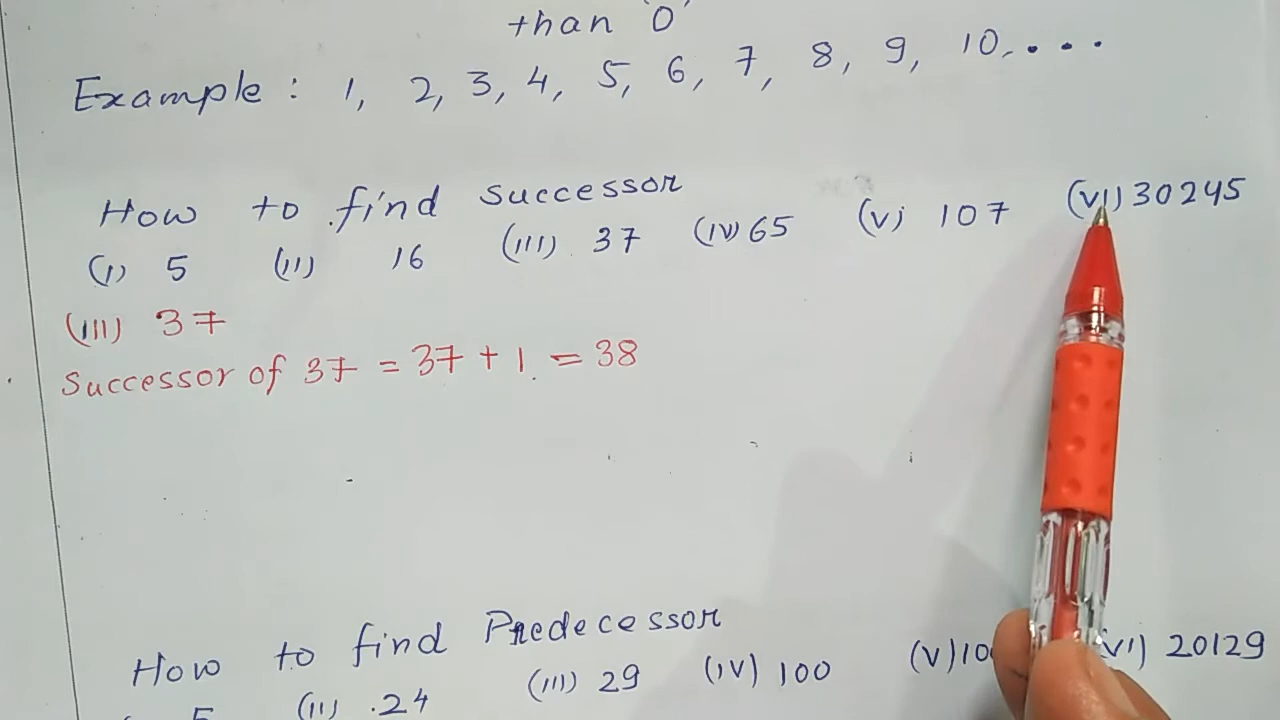 than '0'
Example : 1, 2, 3, 4, 5, 6, 7, 8, 9, 10, ...
How to find Successor
(i) 5 (ii) 16 (iii) 37 (iv) 65 (v) 107 (vi) 30245
(iii) 37
Successor of 37 = 37 + 1 = 38
How to find Predecessor
5 (ii) 24 (iii) 29 (iv) 100 (v) vi) 20129